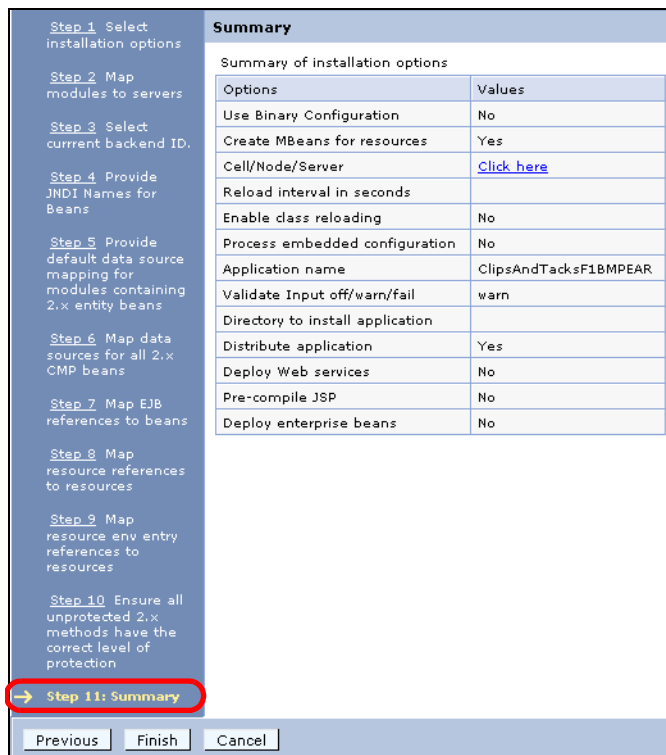 Step 1 Select
installation options
Step 2 Map
modules to servers
Step 3 Select
currrent backend ID.
Step 4 Provide
JNDI Names for
Beans
Step 5 Provide
default data source
mapping for
modules containing
2.x entity beans
Step 6 Map data
sources for all 2.x
CMP beans
Step 7 Map EJB
references to beans
Step 8 Map
resource references
to resources
Step 9 Map
resource env entry
references to
resources
Step 10 Ensure all
unprotected 2.x
methods have the
correct level of
protection
Step 11: Summary
Summary
Summary of installation options
Options Values
Use Binary Configuration No
Create MBeans for resources Yes
Cell/Node/Server Click here
Reload interval in seconds
Enable class reloading No
Process embedded configuration No
Application name ClipsAndTacksF1BMPEAR
Validate Input off/warn/fail warn
Directory to install application
Distribute application Yes
Deploy Web services No
Pre-compile JSP No
Deploy enterprise beans No
Previous Finish Cancel